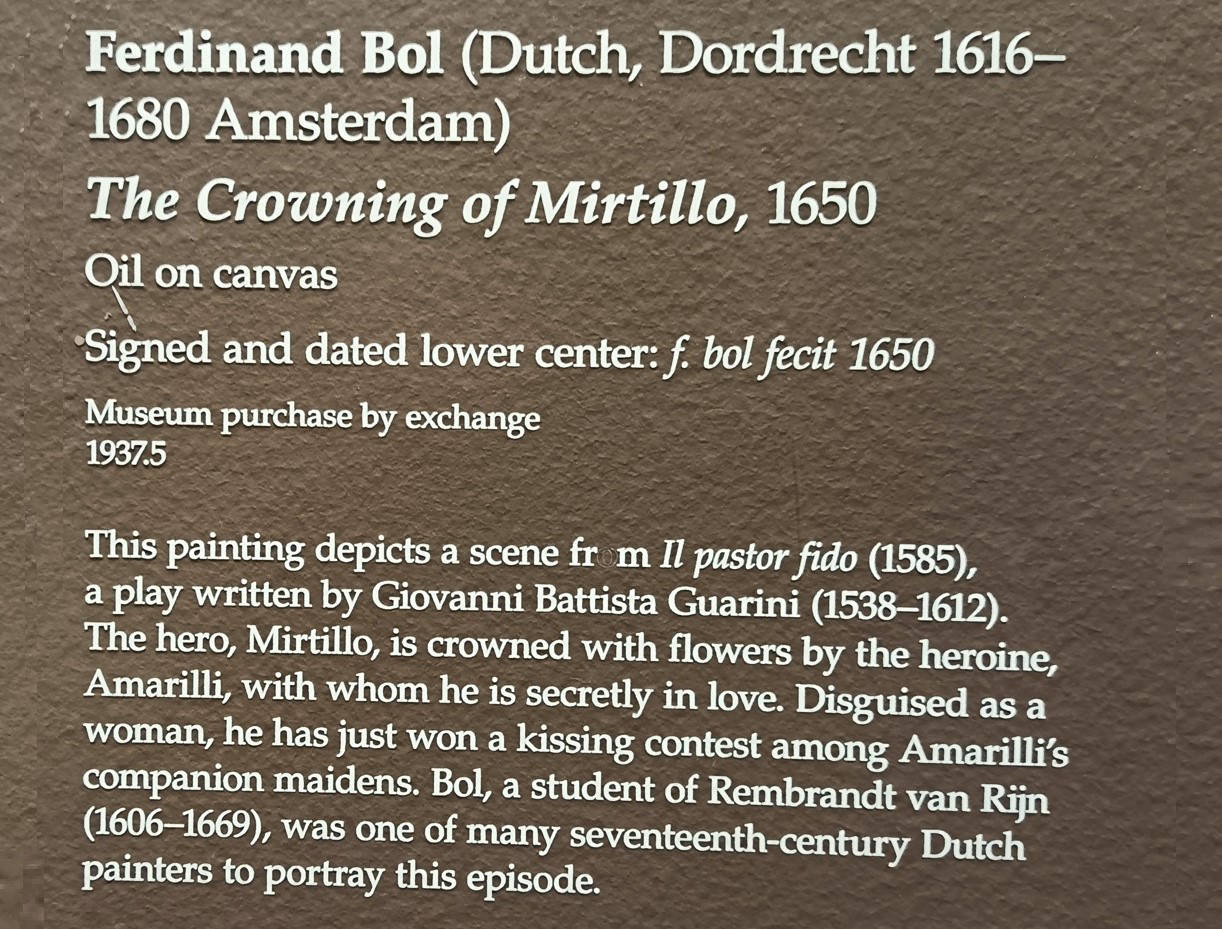 Ferdinand Bol (Dutch, Dordrecht 1616–
1680 Amsterdam)
The Crowning of Mirtillo, 1650
Oil on canvas
Signed and dated lower center: f. bol fecit 1650
Museum purchase by exchange
1937.5
This painting depicts a scene from Il pastor fido (1585),
a play written by Giovanni Battista Guarini (1538–1612).
The hero, Mirtillo, is crowned with flowers by the heroine,
Amarilli, with whom he is secretly in love. Disguised as a
woman, he has just won a kissing contest among Amarilli’s
companion maidens. Bol, a student of Rembrandt van Rijn
(1606–1669), was one of many seventeenth-century Dutch
painters to portray this episode.